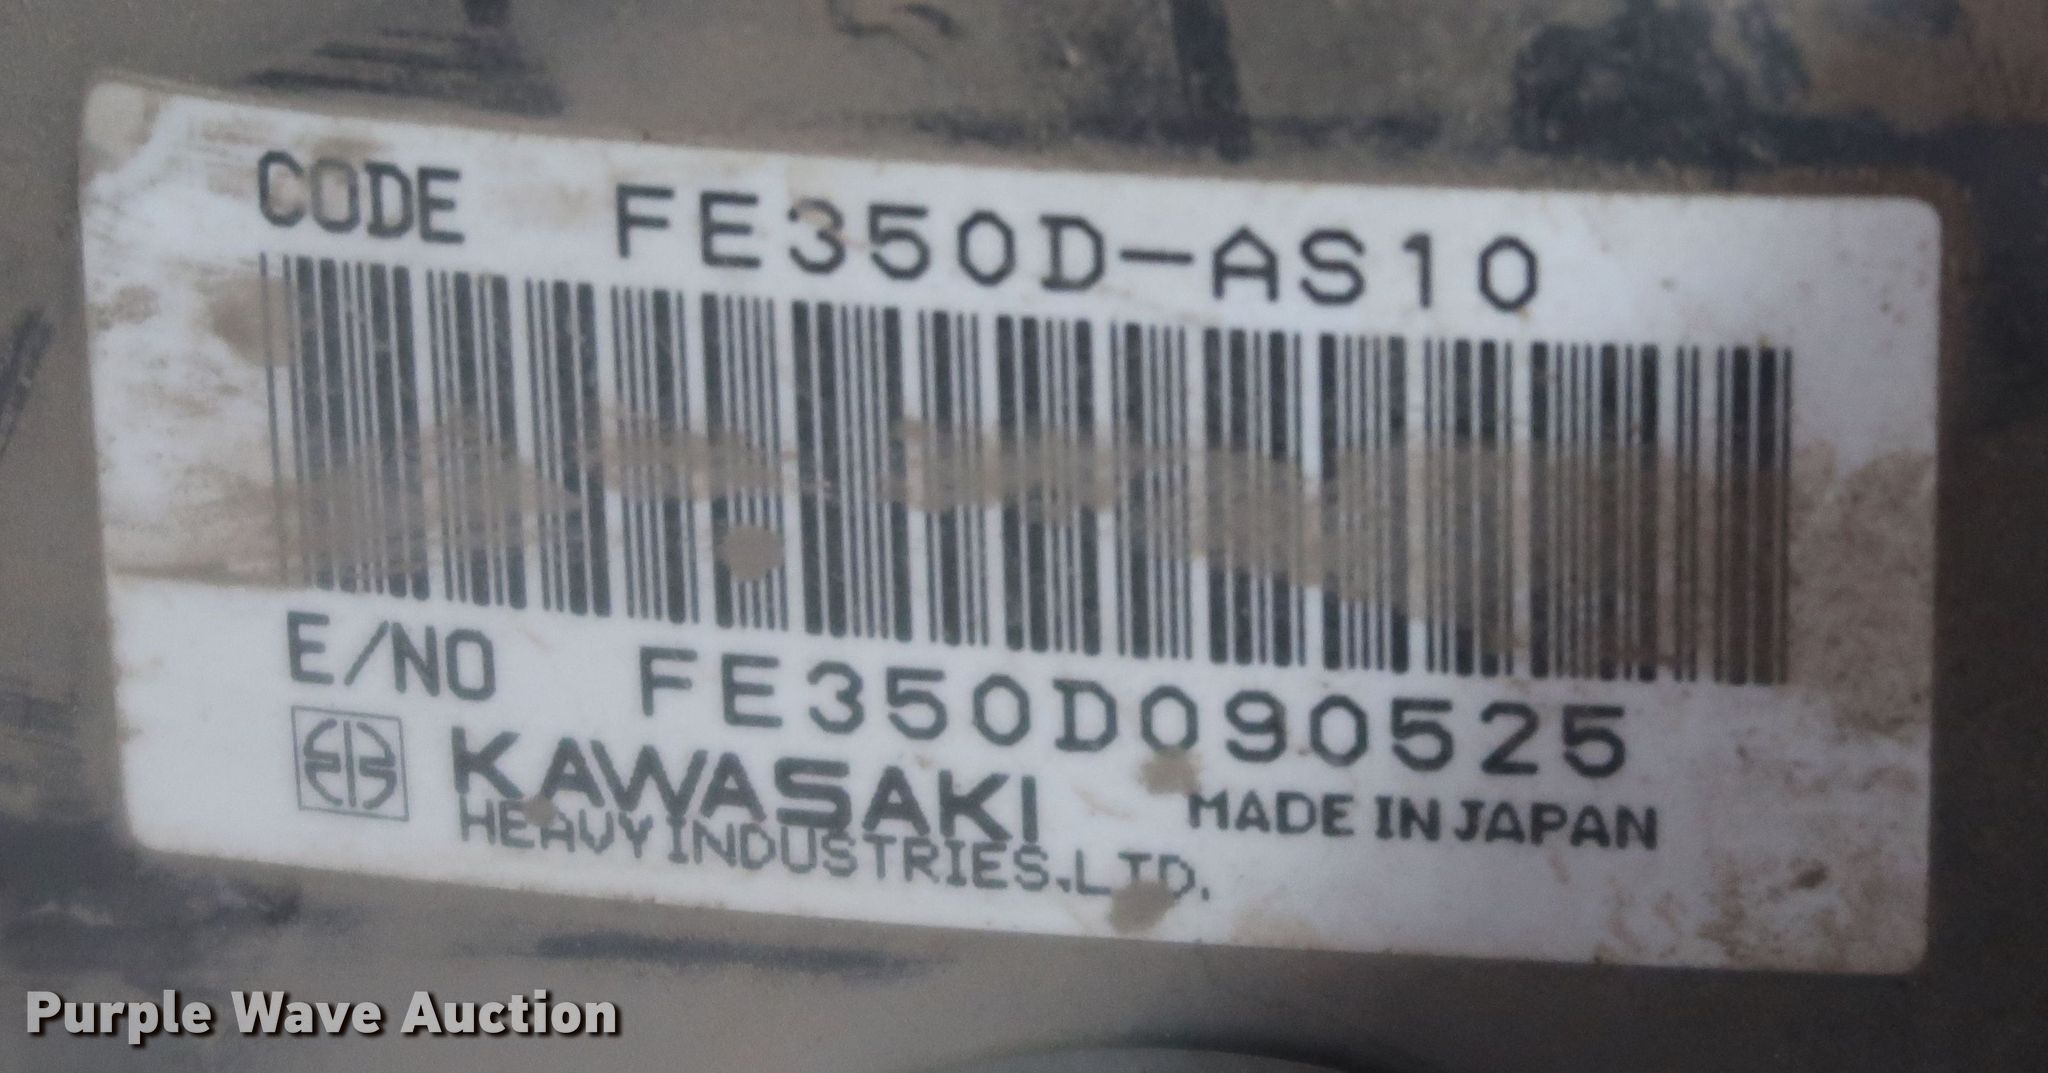 CODE FE350D-AS10
E/NO FE350D090525
KAWASAKI
HEAVY INDUSTRIES,LTD.
MADE IN JAPAN
Purple Wave Auction